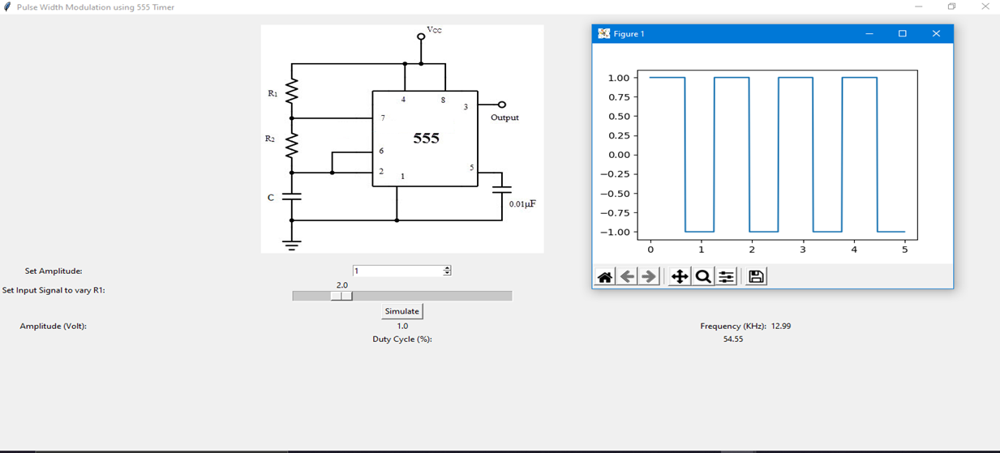 Pulse Width Modulation using 555 Timer
VCC
R1
R2
C
4
8
3
7
6
2
1
5
555
Output
0.01µF
Figure 1
1.00
0.75
0.50
0.25
0.00
−0.25
−0.50
−0.75
−1.00
0 1 2 3 4 5
Set Amplitude: 1
2.0
Set Input Signal to vary R1:
Simulate
Amplitude (Volt): 1.0 Frequency (KHz): 12.99
Duty Cycle (%): 54.55